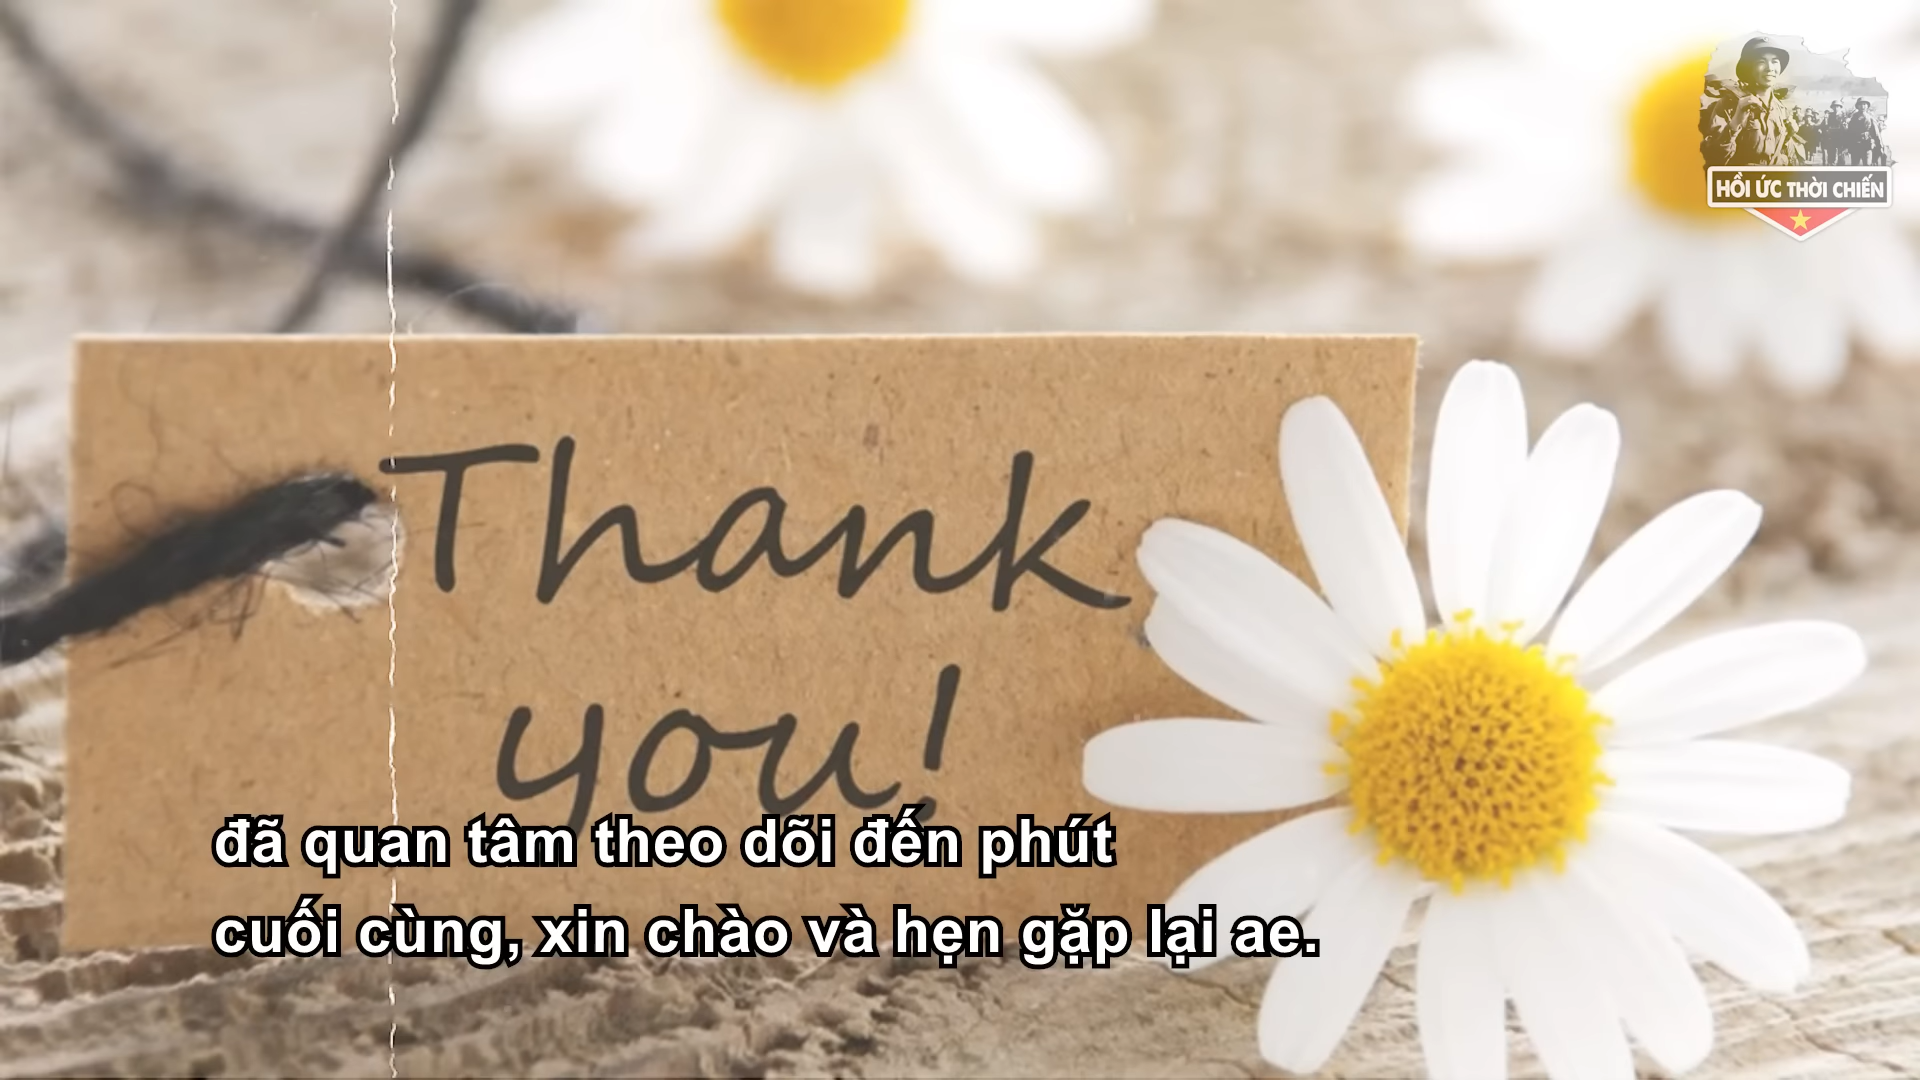 HỒI ỨC THỜI CHIẾN
Thank
you!
đã quan tâm theo dõi đến phút
cuối cùng, xin chào và hẹn gặp lại ae.